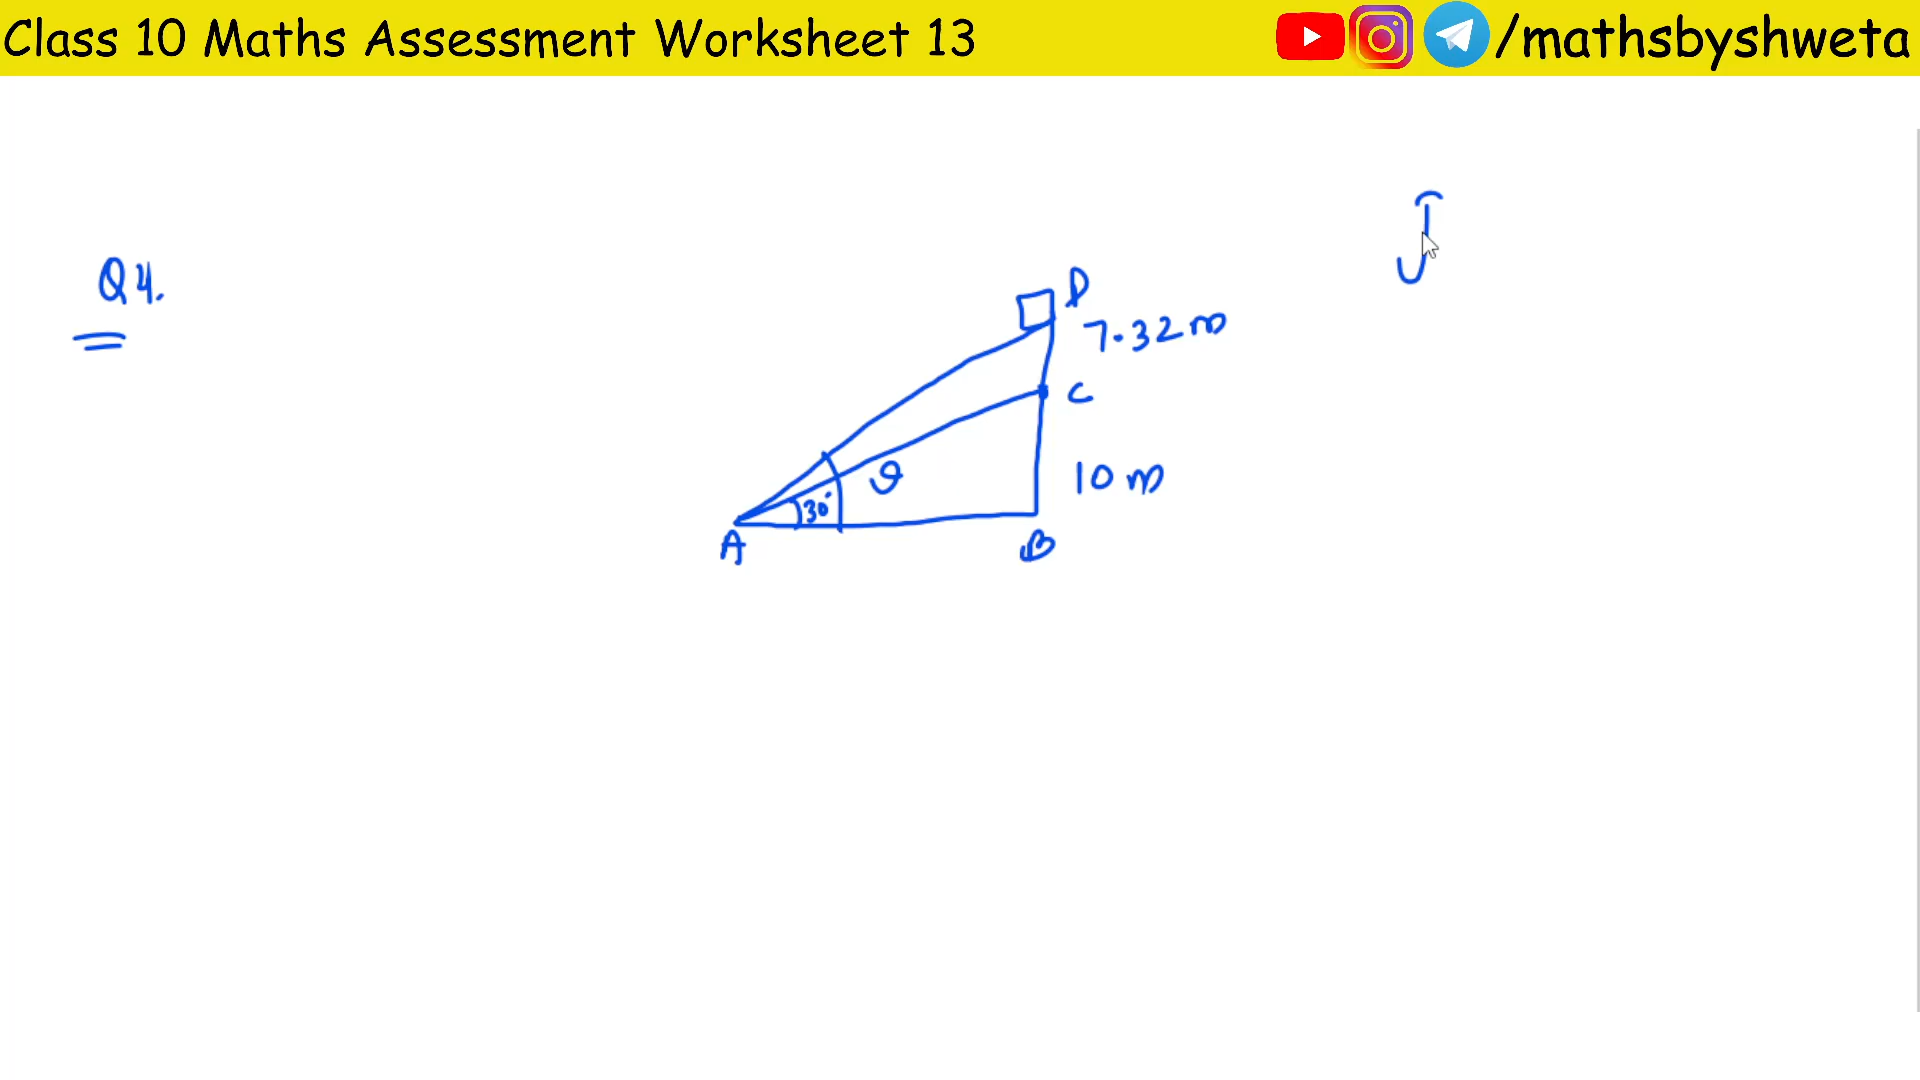 Class 10 Maths Assessment Worksheet 13
/mathsbyshweta
Q4.
D
7.32 m
C
θ
30°
10 m
A
B